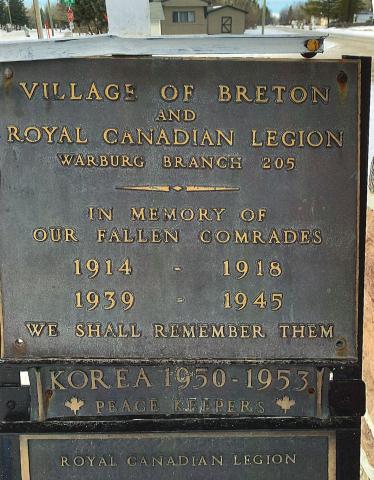 VILLAGE OF BRETON
AND
ROYAL CANADIAN LEGION
WARBURG BRANCH 205
IN MEMORY OF
OUR FALLEN COMRADES
1914 - 1918
1939 - 1945
WE SHALL REMEMBER THEM
KOREA 1950-1953
PEACE KEEPERS
ROYAL CANADIAN LEGION